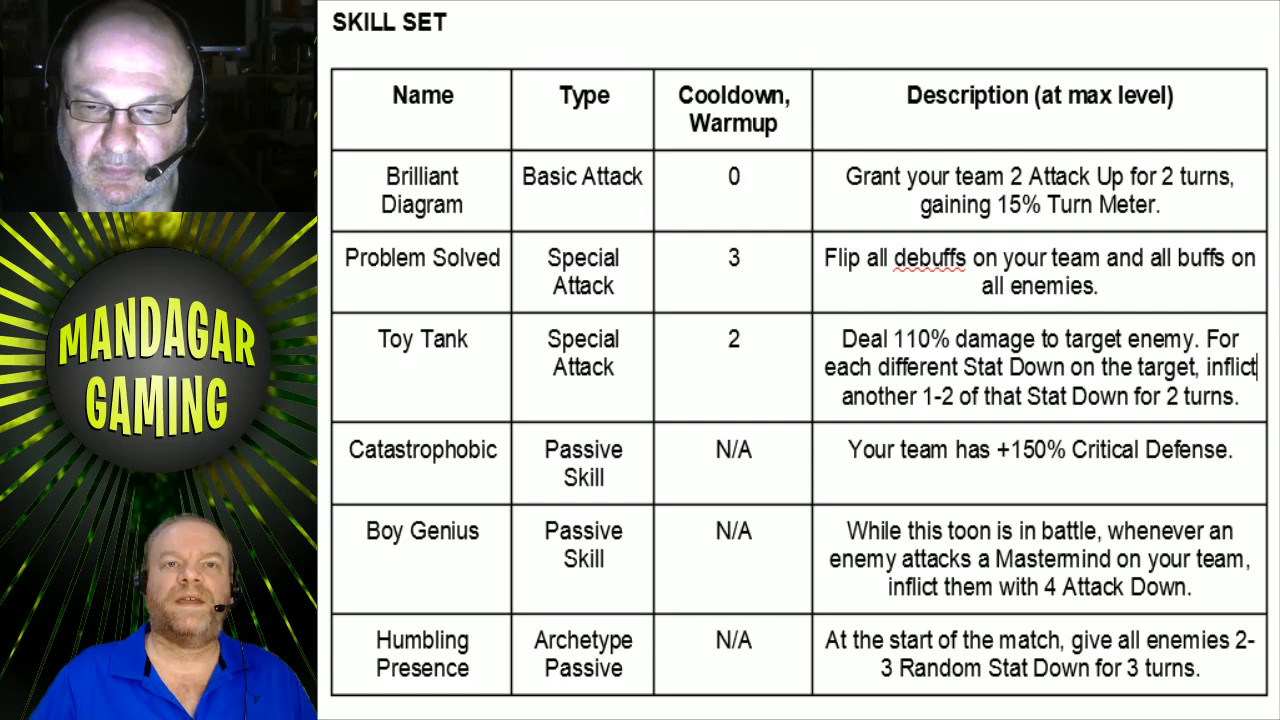 SKILL SET
Name
Type
Cooldown,
Warmup
Description (at max level)
Brilliant
Diagram
Basic Attack
0
Grant your team 2 Attack Up for 2 turns,
gaining 15% Turn Meter.
Problem Solved
Special
Attack
3
Flip all debuffs on your team and all buffs on
all enemies.
Toy Tank
Special
Attack
2
Deal 110% damage to target enemy. For
each different Stat Down on the target, inflict
another 1-2 of that Stat Down for 2 turns.
Catastrophobic
Passive
Skill
N/A
Your team has +150% Critical Defense.
Boy Genius
Passive
Skill
N/A
While this toon is in battle, whenever an
enemy attacks a Mastermind on your team,
inflict them with 4 Attack Down.
Humbling
Presence
Archetype
Passive
N/A
At the start of the match, give all enemies 2-
3 Random Stat Down for 3 turns.
MANDAGAR
GAMING